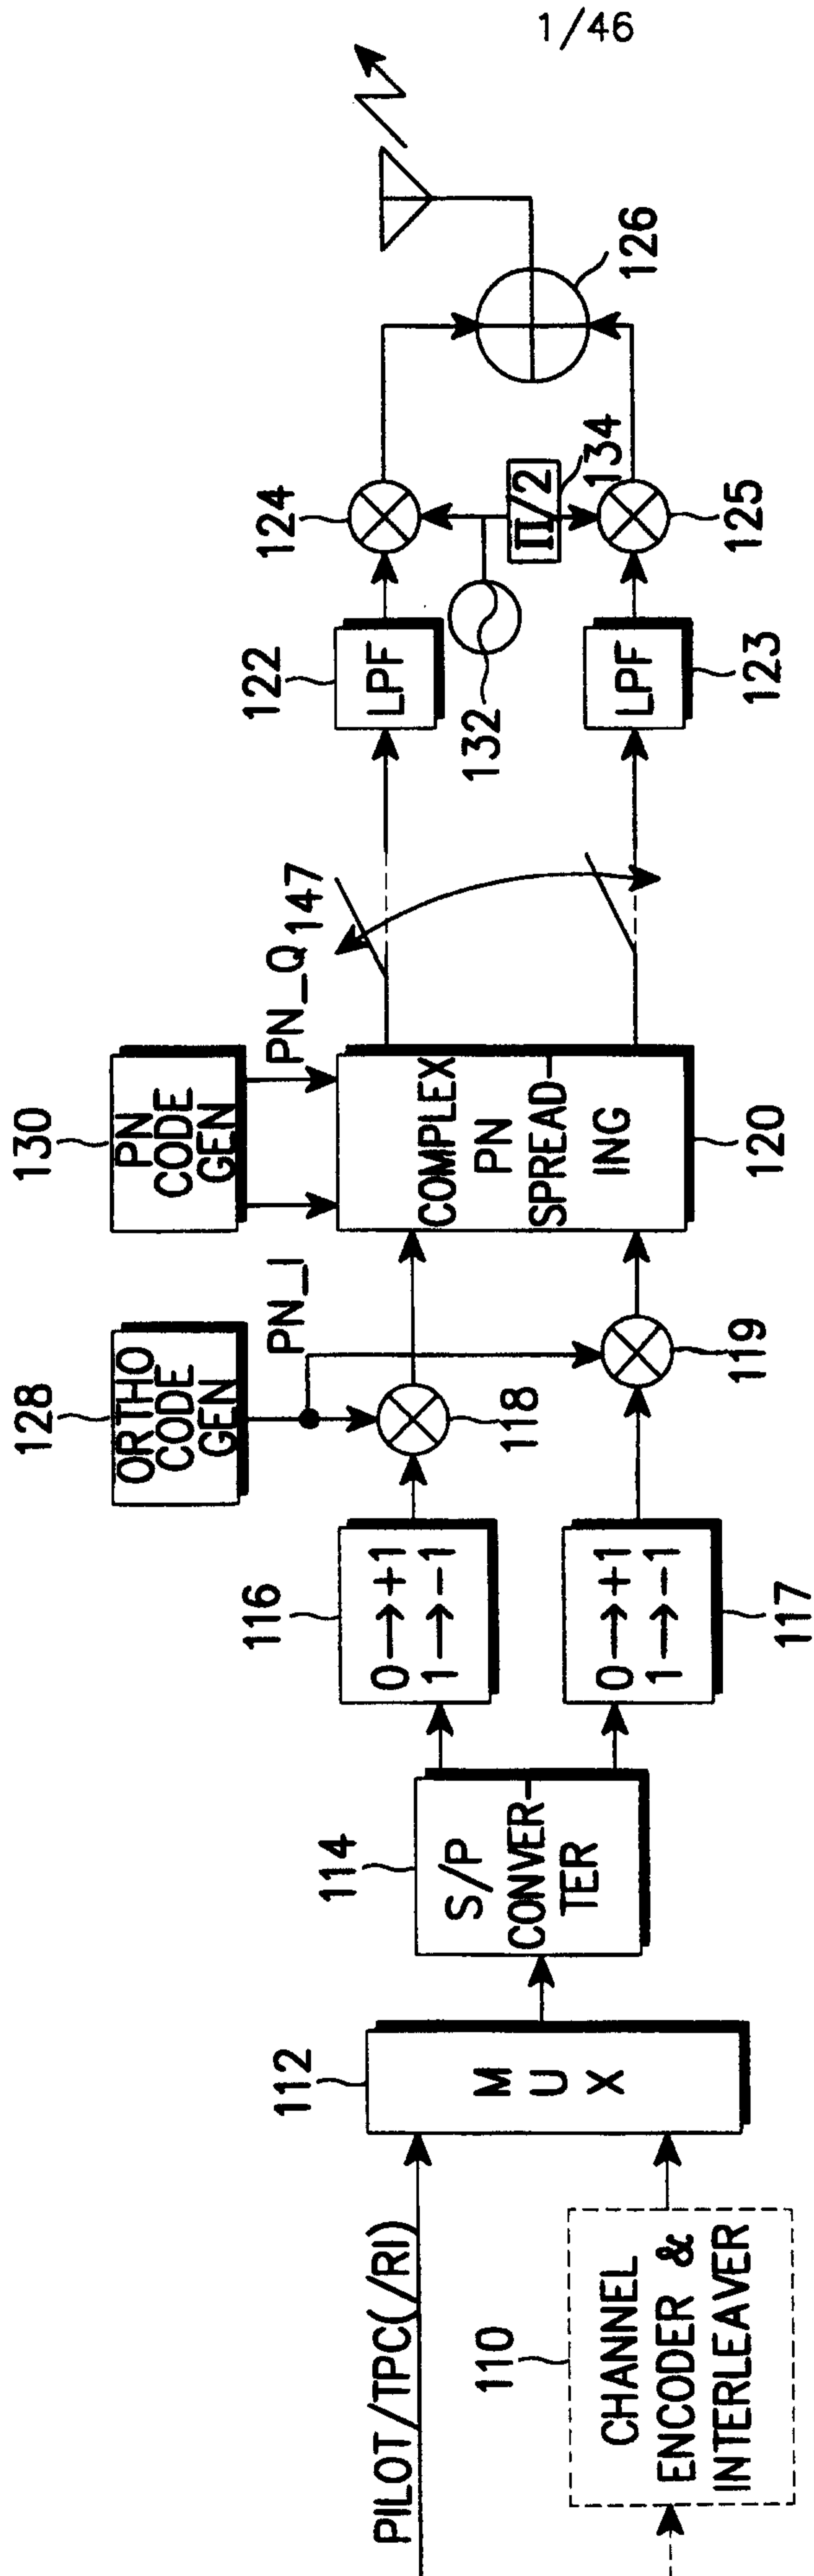 1/46
PILOT/TPC(/RI)
110
CHANNEL
ENCODER &
INTERLEAVER
112
M
U
X
114
S/P
CONVER-
TER
116
0→+1
1→-1
117
0→+1
1→-1
128
ORTHO
CODE
GEN
118
119
130
PN
CODE
GEN
PN_I
PN_Q
COMPLEX
PN
SPREAD-
ING
120
147
122
LPF
123
LPF
132
124
Π/2
134
125
126